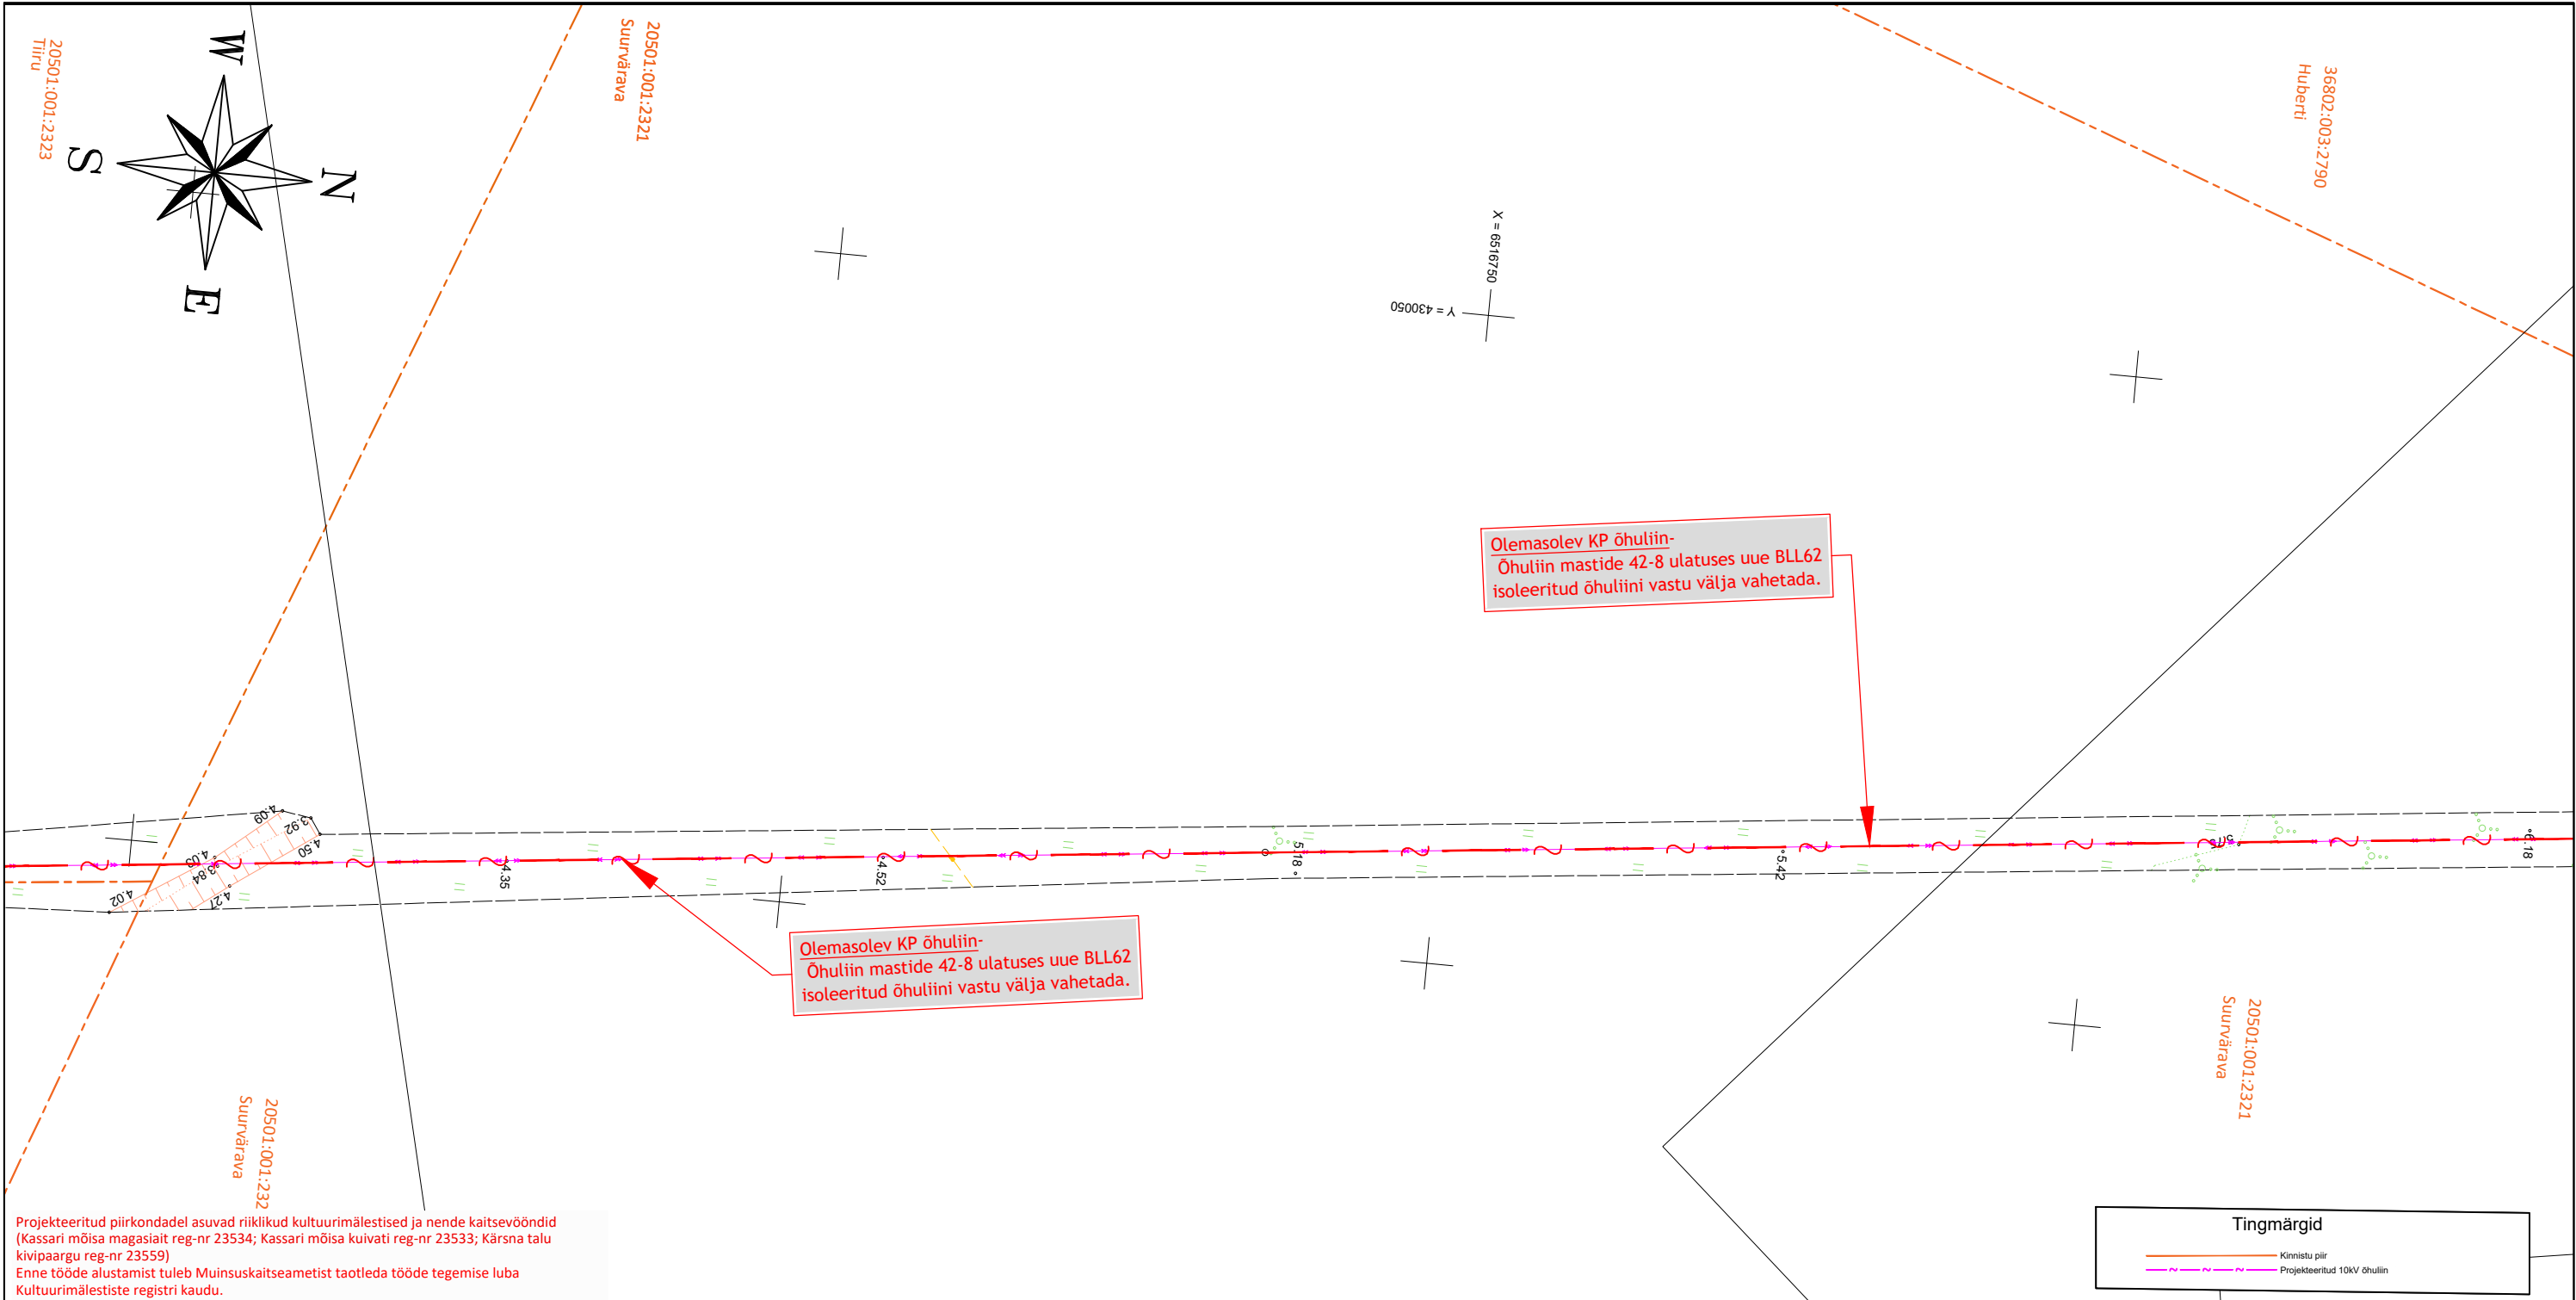 20501:001:2323
Tiiru
W
S
N
E
20501:001:2321
Suurvärava
36802:003:2790
Huberti
X = 6516750
Y = 430050
Olemasolev KP õhuliin-
Õhuliin mastide 42-8 ulatuses uue BLL62
isoleeritud õhuliini vastu välja vahetada.
4.09
3.92
4.50
4.03
3.84
4.02
4.27
4.35
4.52
5.18
5.42
6.18
Olemasolev KP õhuliin-
Õhuliin mastide 42-8 ulatuses uue BLL62
isoleeritud õhuliini vastu välja vahetada.
20501:001:2321
Suurvärava
20501:001:232
Suurvärava
Projekteeritud piirkondadel asuvad riiklikud kultuurimälestised ja nende kaitsevööndid
(Kassari mõisa magasiait reg-nr 23534; Kassari mõisa kuivati reg-nr 23533; Kärsna talu
kivipaargu reg-nr 23559)
Enne tööde alustamist tuleb Muinsuskaitseametist taotleda tööde tegemise luba
Kultuurimälestiste registri kaudu.
Tingmärgid
Kinnistu piir
Projekteeritud 10kV õhuliin